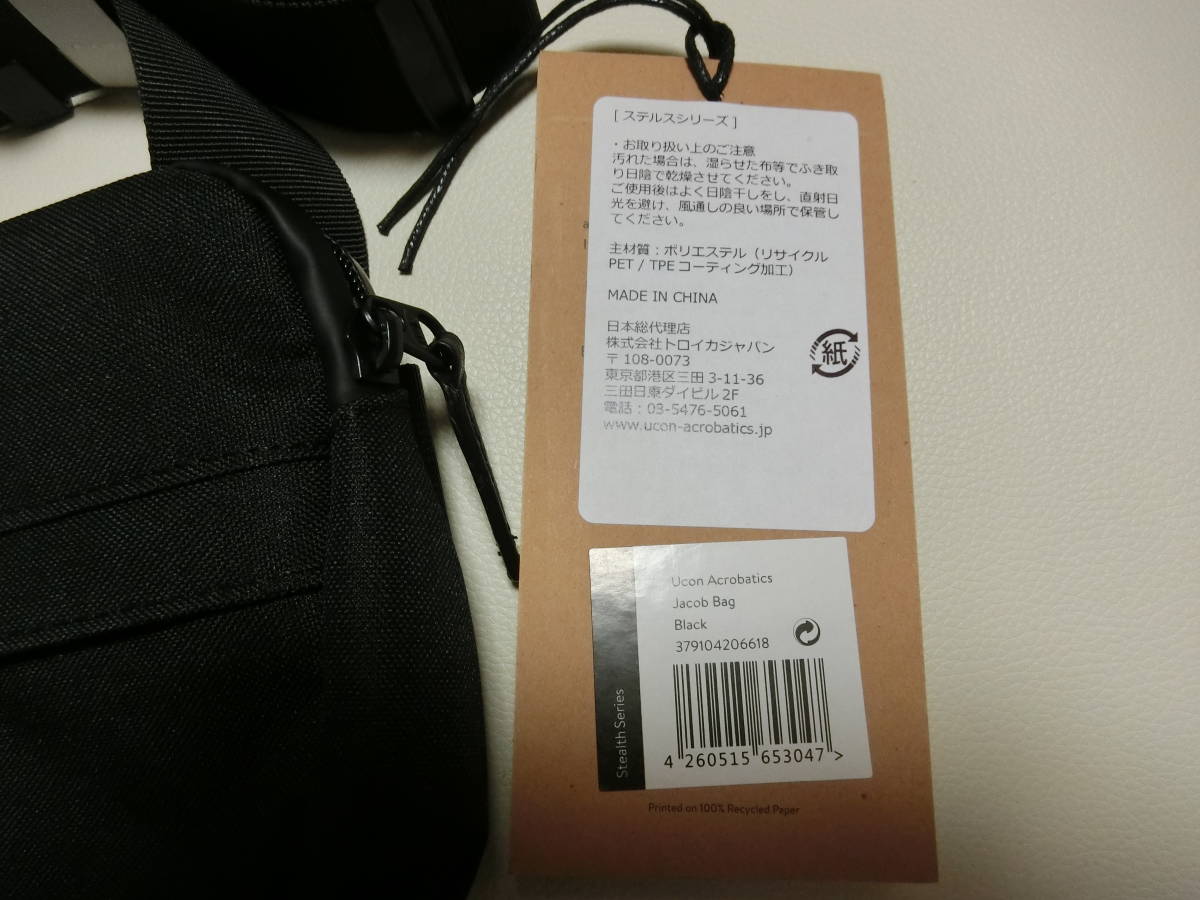 [ ステルスシリーズ ]
・お取り扱い上のご注意
汚れた場合は、湿らせた布等でふき取
り日陰で乾燥させてください。
ご使用後はよく日陰干しをし、直射日
光を避け、風通しの良い場所で保管し
てください。
主材質：ポリエステル（リサイクル
PET / TPEコーティング加工）
MADE IN CHINA
日本総代理店
株式会社トロイカジャパン
〒108-0073
東京都港区三田 3-11-36
三田日東ダイビル 2F
電話：03-5476-5061
www.ucon-acrobatics.jp
紙
Ucon Acrobatics
Jacob Bag
Black
379104206618
Stealth Series
4 260515 653047 >
Printed on 100% Recycled Paper